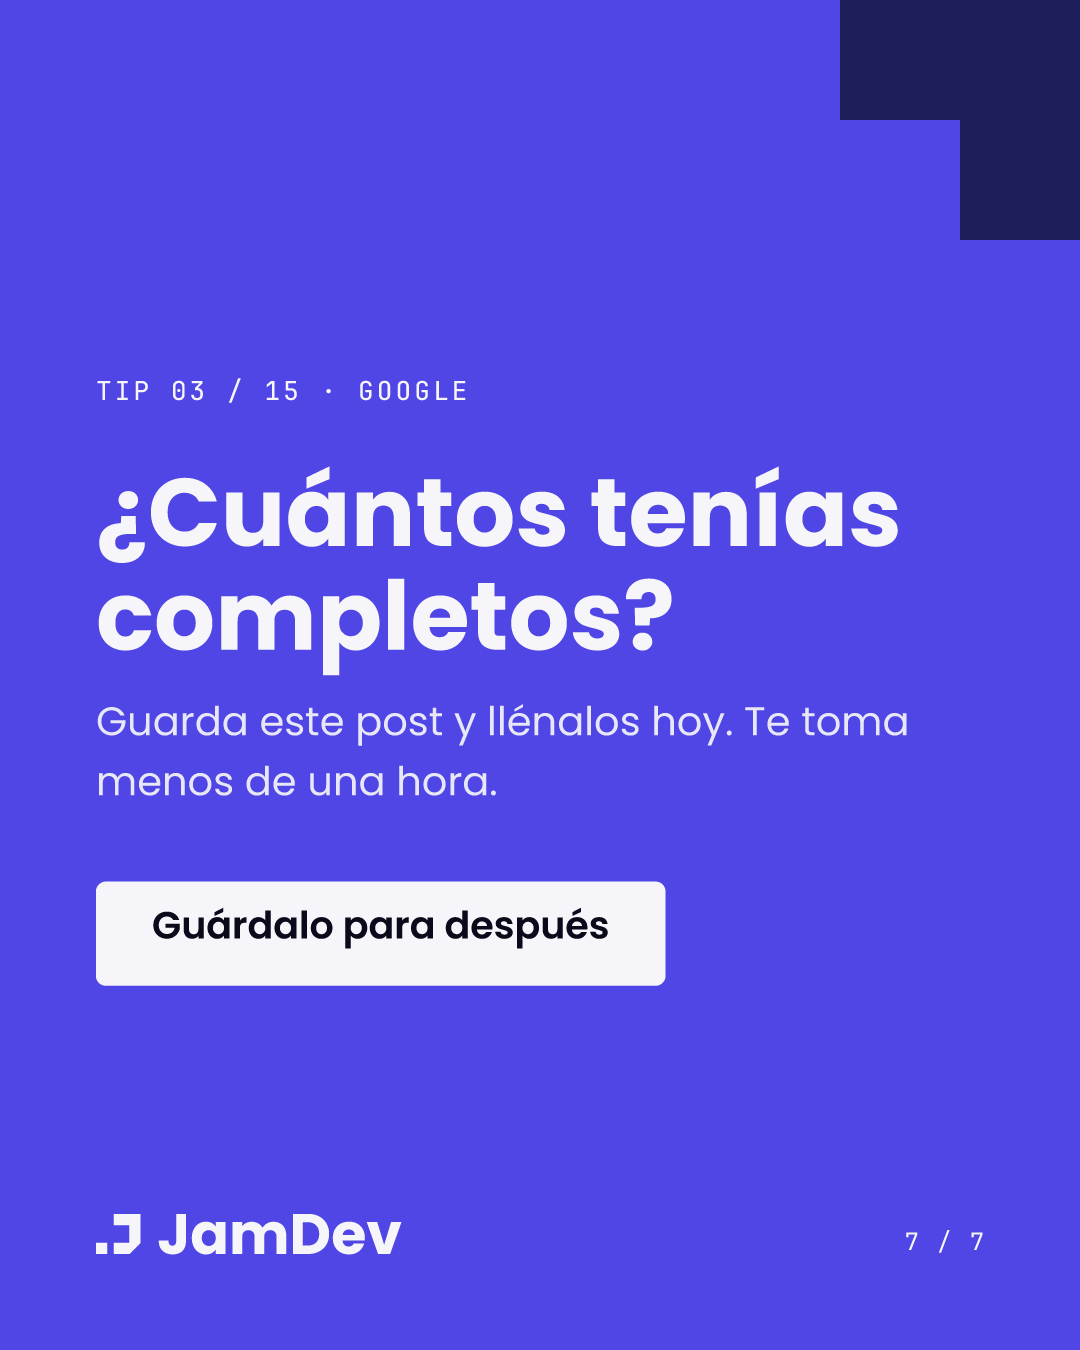 TIP 03 / 15 · GOOGLE
¿Cuántos tenías
completos?
Guarda este post y llénalos hoy. Te toma
menos de una hora.
Guárdalo para después
JamDev
7 / 7